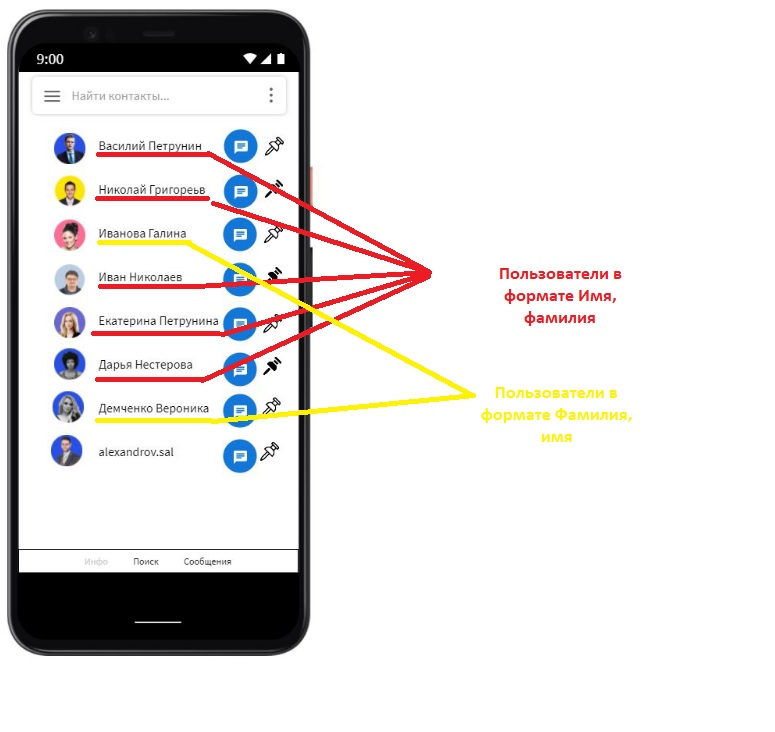 9:00
Найти контакты...
Василий Петрунин
Николай Григореьв
Иванова Галина
Иван Николаев
Екатерина Петрунина
Дарья Нестерова
Демченко Вероника
alexandrov.sal
Инфо Поиск Сообщения
Пользователи в
формате Имя,
фамилия
Пользователи в
формате Фамилия,
имя